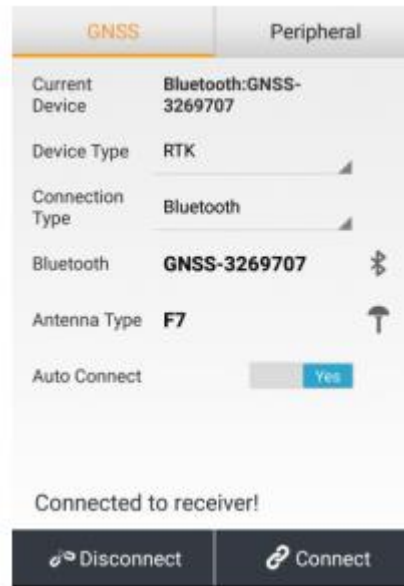 GNSS Peripheral
Current Device Bluetooth:GNSS-3269707
Device Type RTK
Connection Type Bluetooth
Bluetooth GNSS-3269707
Antenna Type F7
Auto Connect Yes
Connected to receiver!
Disconnect Connect